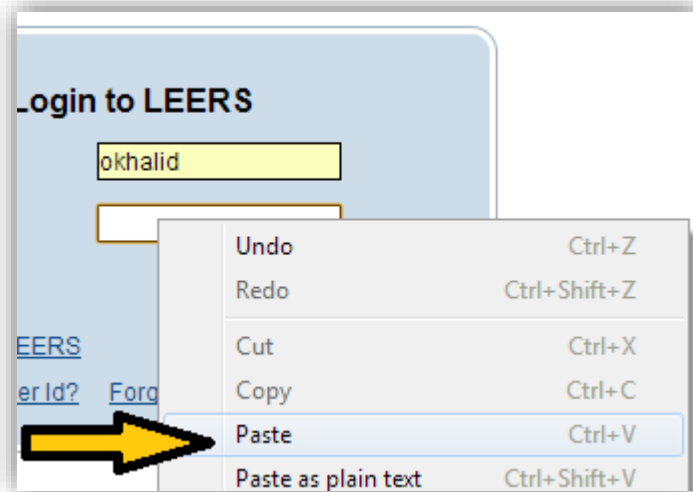 Login to LEERS
okhalid
Undo Ctrl+Z
Redo Ctrl+Shift+Z
Cut Ctrl+X
EERS
Copy Ctrl+C
er Id? Forg
Paste Ctrl+V
Paste as plain text Ctrl+Shift+V